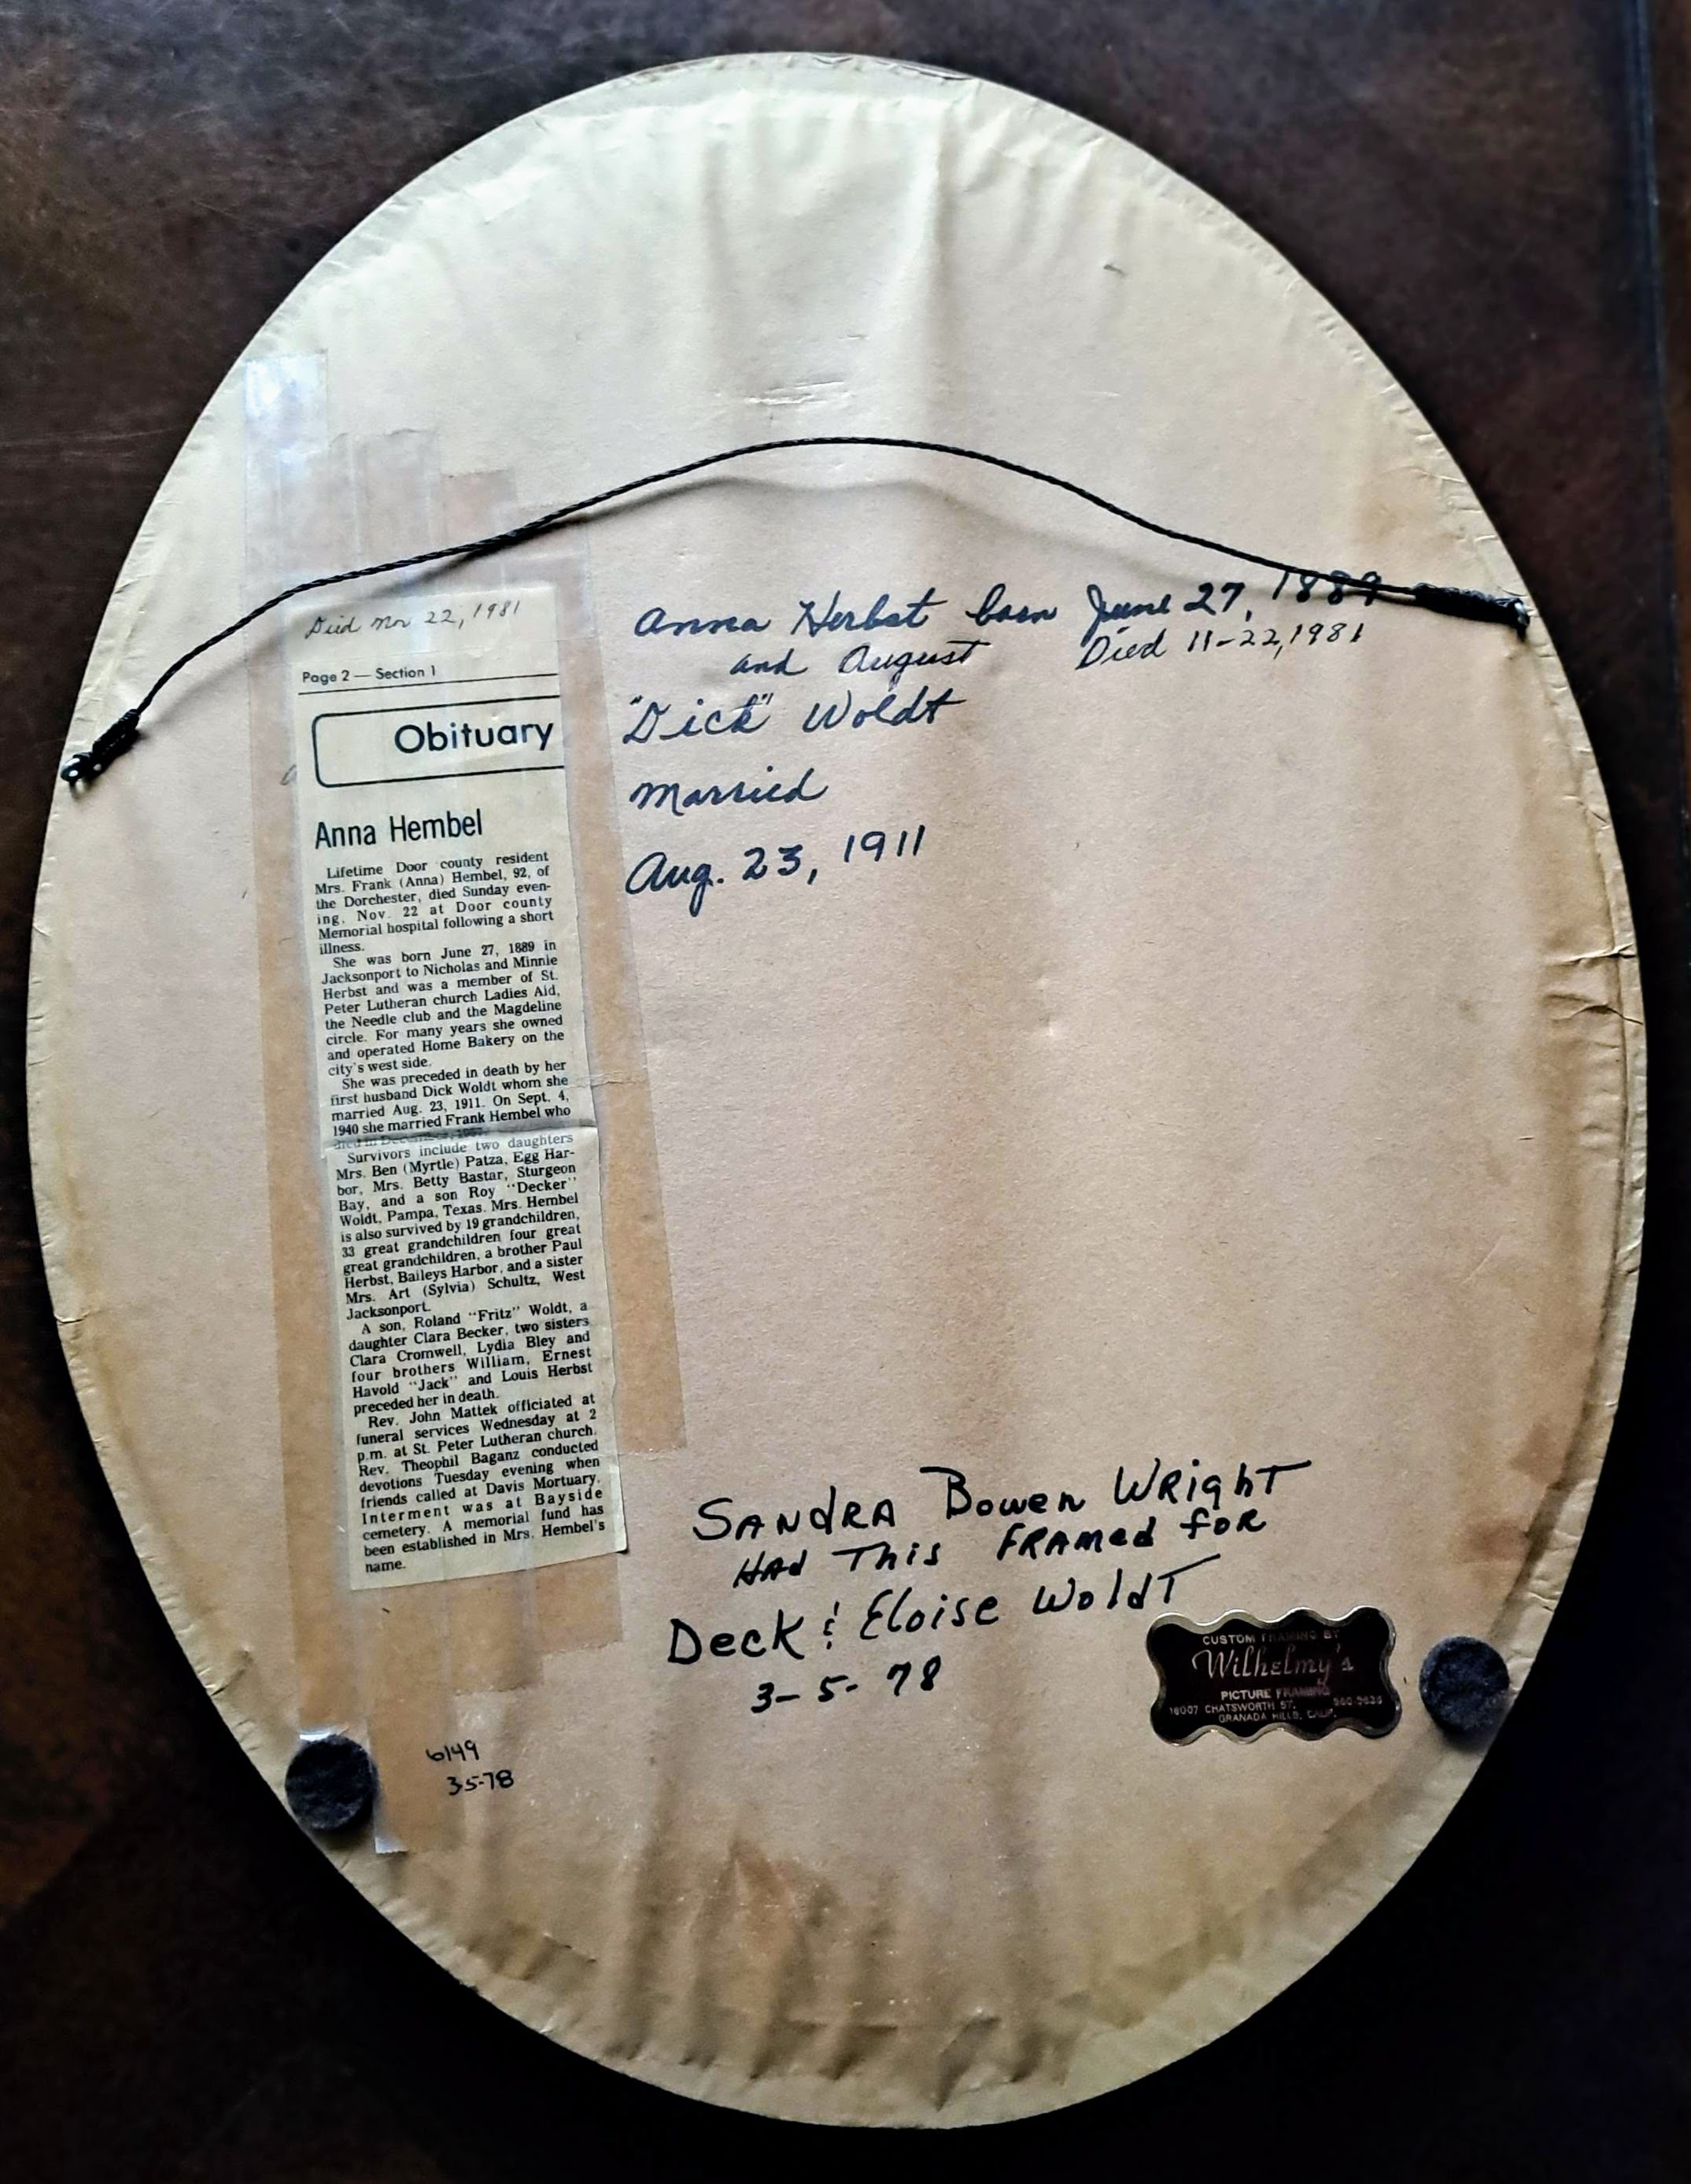 Died Nov 22, 1981
Page 2 — Section 1
Obituary
Anna Hembel
Lifetime Door county resident
Mrs. Frank (Anna) Hembel, 92, of
the Dorchester, died Sunday even-
ing, Nov. 22 at Door county
Memorial hospital following a short
illness.
She was born June 27, 1889 in
Jacksonport to Nicholas and Minnie
Herbst and was a member of St.
Peter Lutheran church Ladies Aid,
the Needle club and the Magdeline
circle. For many years she owned
and operated Home Bakery on the
city's west side.
She was preceded in death by her
first husband Dick Woldt whom she
married Aug. 23, 1911. On Sept. 4,
1940 she married Frank Hembel who
died in December,
Survivors include two daughters
Mrs. Ben (Myrtle) Patza, Egg Har-
bor, Mrs. Betty Bastar, Sturgeon
Bay, and a son Roy "Decker"
Woldt, Pampa, Texas. Mrs. Hembel
is also survived by 19 grandchildren,
33 great grandchildren four great
great grandchildren, a brother Paul
Herbst, Baileys Harbor, and a sister
Mrs. Art (Sylvia) Schultz, West
Jacksonport.
A son, Roland "Fritz" Woldt, a
daughter Clara Becker, two sisters
Clara Cromwell, Lydia Bley and
four brothers William, Ernest
Havold "Jack" and Louis Herbst
preceded her in death.
Rev. John Mattek officiated at
funeral services Wednesday at 2
p.m. at St. Peter Lutheran church.
Rev. Theophil Baganz conducted
devotions Tuesday evening when
friends called at Davis Mortuary.
Interment was at Bayside
cemetery. A memorial fund has
been established in Mrs. Hembel's
name.
Anna Herbst born June 27, 1889
Died 11-22,1981
and August
"Dick" Woldt
Married
Aug. 23, 1911
SANdRA Bowen WRighT
HAd This FRAMed foR
Deck & Eloise WoldT
3-5-78
CUSTOM FRAMING BY
Wilhelmy's
PICTURE FRAMING
CHATSWORTH ST. 360-9636
GRANADA HILLS, CALIF.
6149
3-5-78